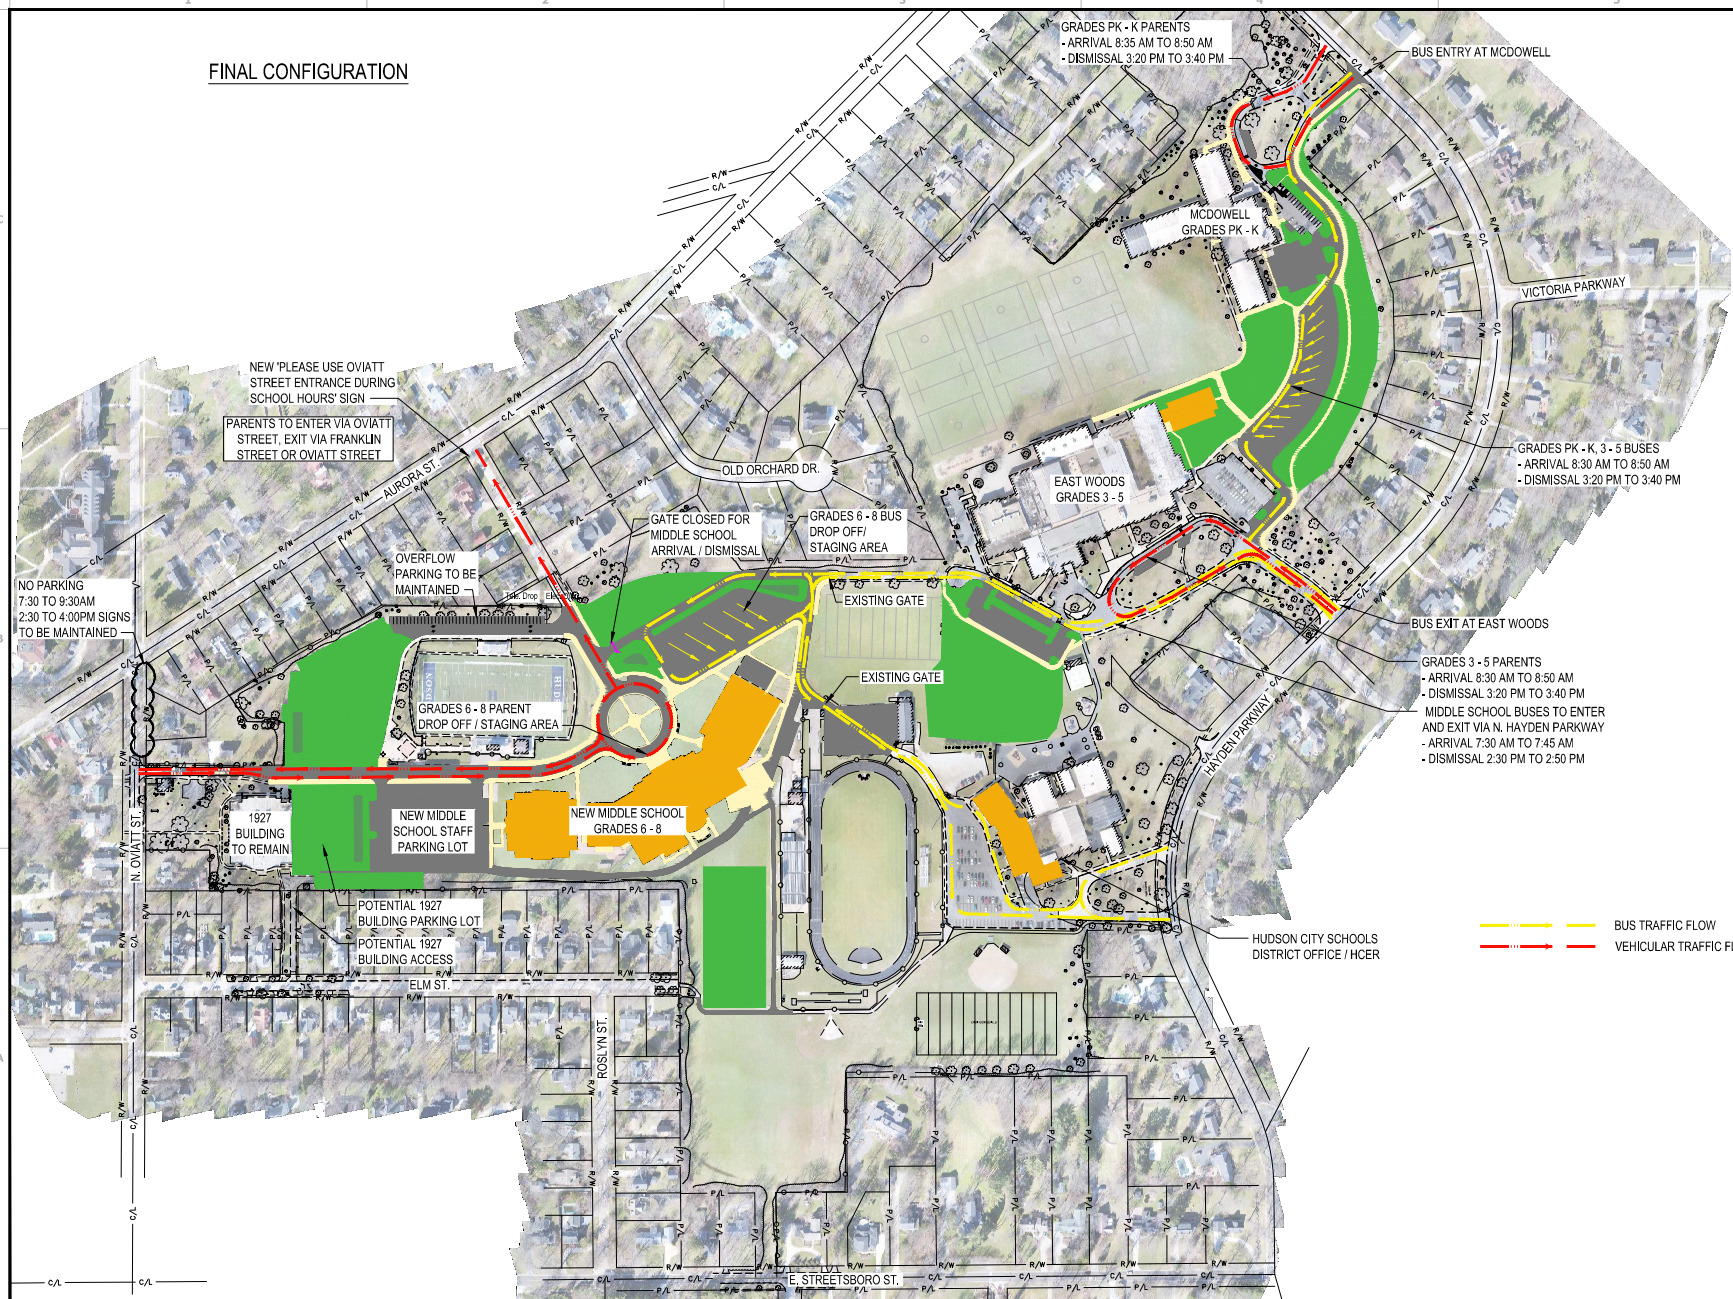 FINAL CONFIGURATION
GRADES PK - K PARENTS
- ARRIVAL 8:35 AM TO 8:50 AM
- DISMISSAL 3:20 PM TO 3:40 PM
BUS ENTRY AT MCDOWELL
MCDOWELL
GRADES PK - K
VICTORIA PARKWAY
NEW 'PLEASE USE OVIATT
STREET ENTRANCE DURING
SCHOOL HOURS' SIGN
PARENTS TO ENTER VIA OVIATT
STREET, EXIT VIA FRANKLIN
STREET OR OVIATT STREET
AURORA ST.
OLD ORCHARD DR.
EAST WOODS
GRADES 3 - 5
GRADES PK - K, 3 - 5 BUSES
- ARRIVAL 8:30 AM TO 8:50 AM
- DISMISSAL 3:20 PM TO 3:40 PM
GATE CLOSED FOR
MIDDLE SCHOOL
ARRIVAL / DISMISSAL
GRADES 6 - 8 BUS
DROP OFF/
STAGING AREA
OVERFLOW
PARKING TO BE
MAINTAINED
NO PARKING
7:30 TO 9:30AM
2:30 TO 4:00PM SIGNS
TO BE MAINTAINED
EXISTING GATE
BUS EXIT AT EAST WOODS
EXISTING GATE
GRADES 3 - 5 PARENTS
- ARRIVAL 8:30 AM TO 8:50 AM
- DISMISSAL 3:20 PM TO 3:40 PM
MIDDLE SCHOOL BUSES TO ENTER
AND EXIT VIA N. HAYDEN PARKWAY
- ARRIVAL 7:30 AM TO 7:45 AM
- DISMISSAL 2:30 PM TO 2:50 PM
GRADES 6 - 8 PARENT
DROP OFF / STAGING AREA
HAYDEN PARKWAY
1927
BUILDING
TO REMAIN
NEW MIDDLE
SCHOOL STAFF
PARKING LOT
NEW MIDDLE SCHOOL
GRADES 6 - 8
N. OVIATT ST.
POTENTIAL 1927
BUILDING PARKING LOT
POTENTIAL 1927
BUILDING ACCESS
ELM ST.
ROSLYN ST.
HUDSON CITY SCHOOLS
DISTRICT OFFICE / HCER
BUS TRAFFIC FLOW
VEHICULAR TRAFFIC FL
E. STREETSBORO ST.